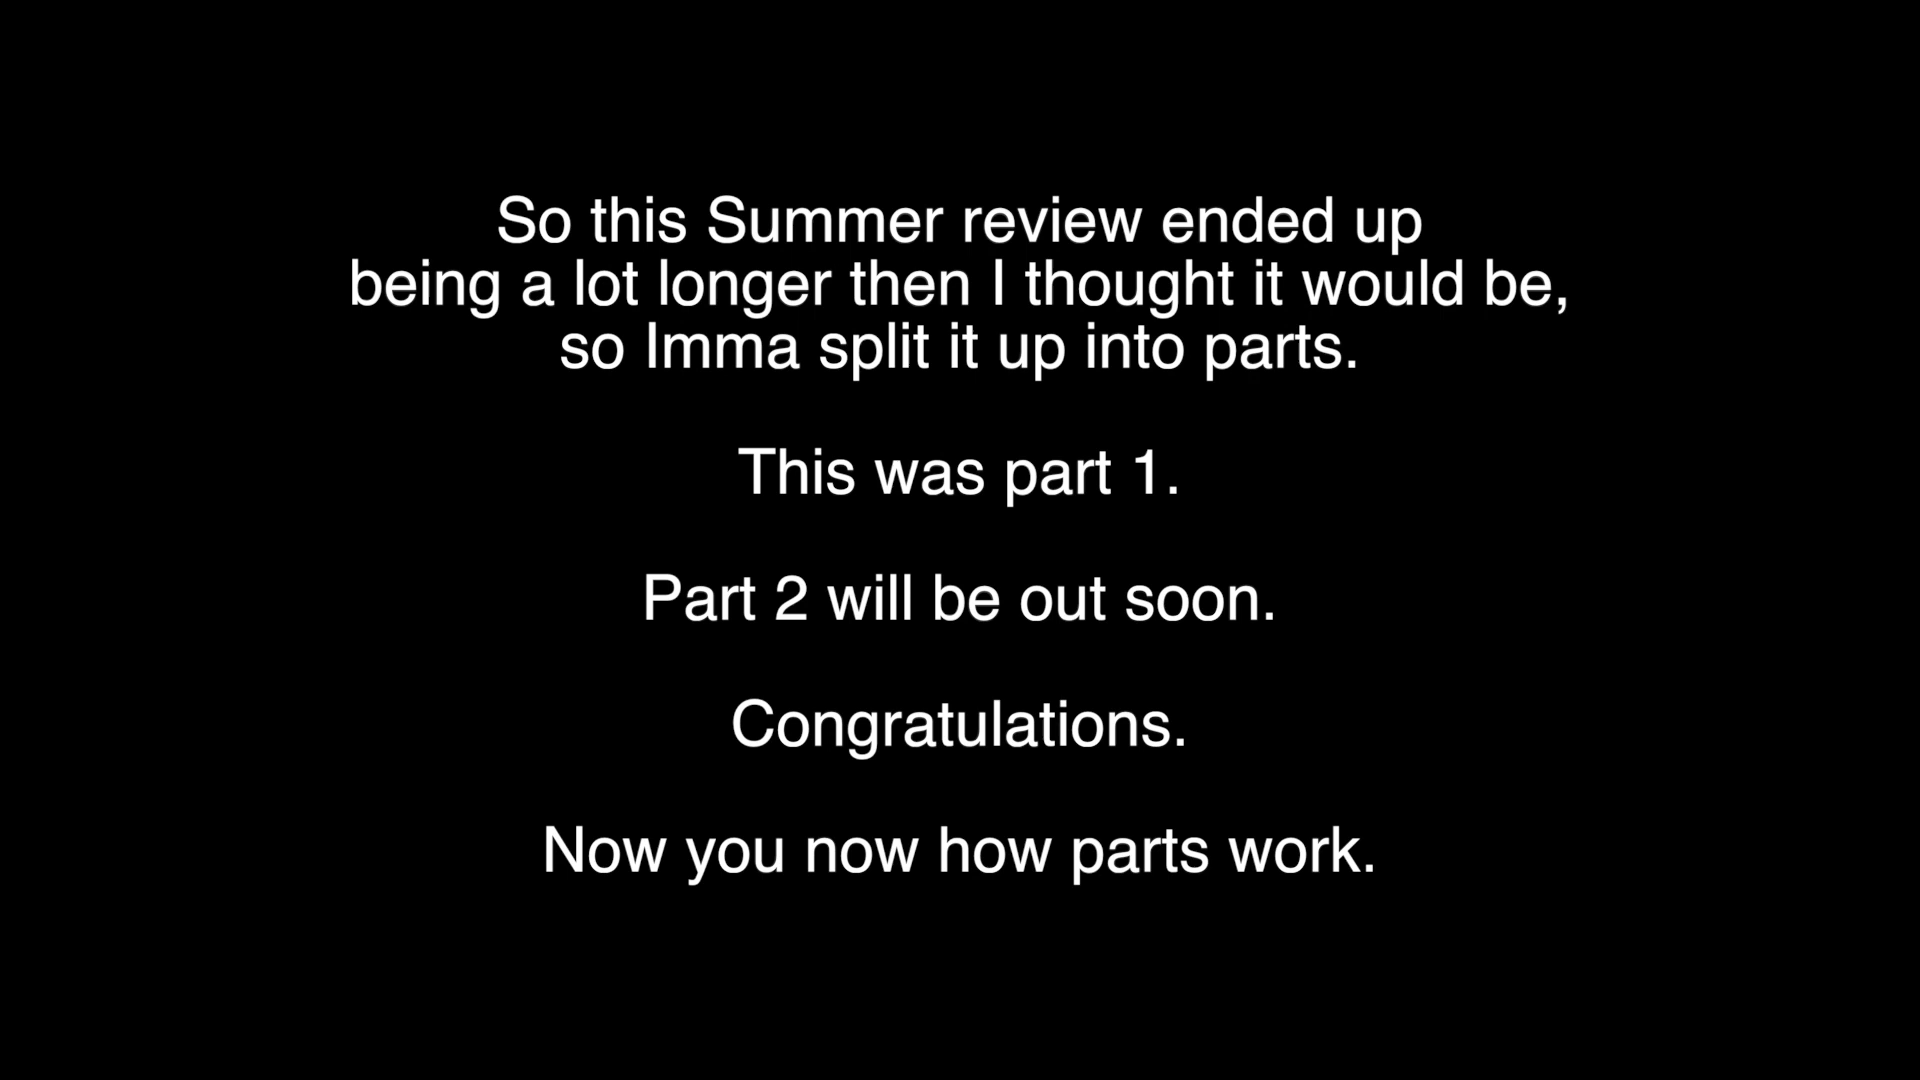 So this Summer review ended up
being a lot longer then I thought it would be,
so Imma split it up into parts.
This was part 1.
Part 2 will be out soon.
Congratulations.
Now you now how parts work.